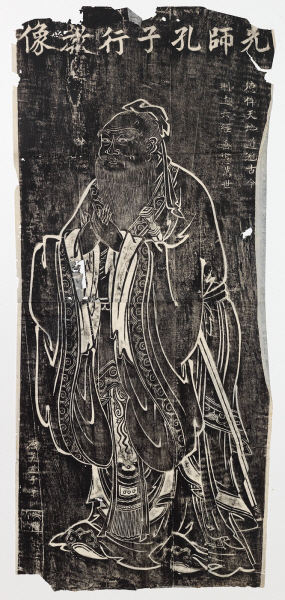 先師孔子行教像
德侔天地道冠古今
刪述六經垂憲萬世